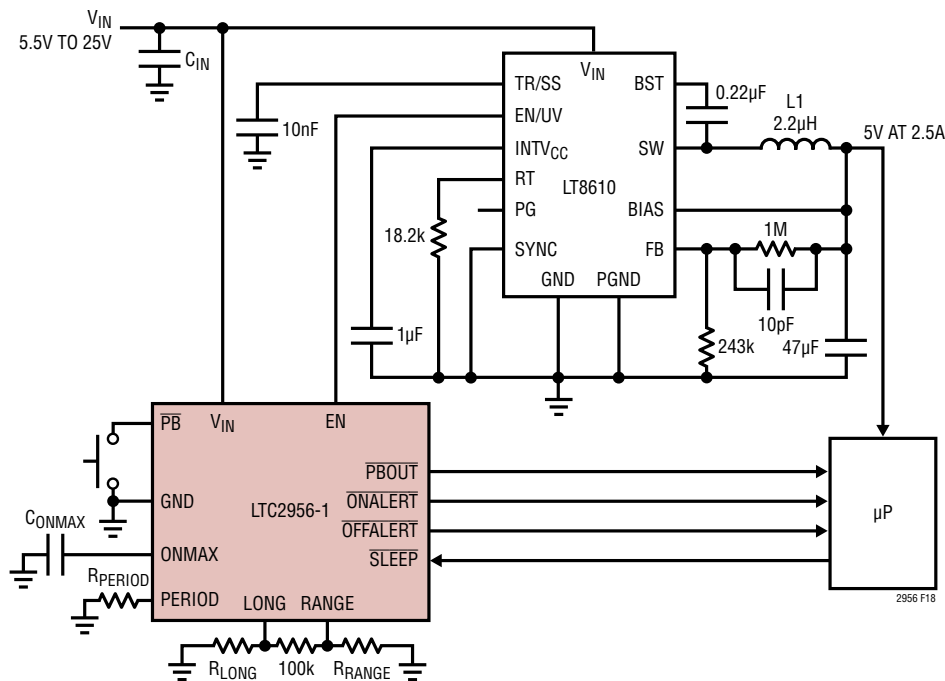 VIN
5.5V TO 25V
CIN
10nF
18.2k
1µF
TR/SS
EN/UV
INTVCC
RT
PG
SYNC
VIN
LT8610
GND
PGND
BST
SW
BIAS
FB
0.22µF
L1
2.2µH
5V AT 2.5A
1M
10pF
243k
47µF
PB
VIN
EN
GND
LTC2956-1
ONMAX
PERIOD
LONG
RANGE
PBOUT
ONALERT
OFFALERT
SLEEP
CONMAX
RPERIOD
RLONG
100k
RRANGE
µP
2956 F18